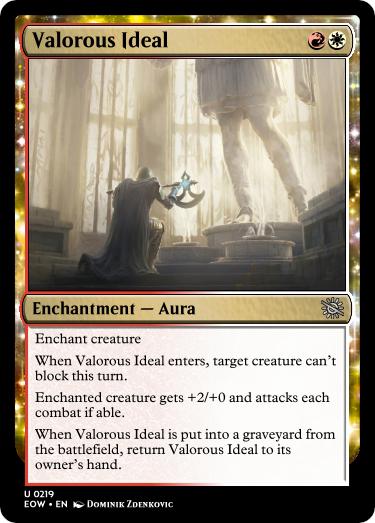 Valorous Ideal
Enchantment — Aura
Enchant creature
When Valorous Ideal enters, target creature can't
block this turn.
Enchanted creature gets +2/+0 and attacks each
combat if able.
When Valorous Ideal is put into a graveyard from
the battlefield, return Valorous Ideal to its
owner's hand.
U 0219
EOW • EN Dominik Zdenkovic